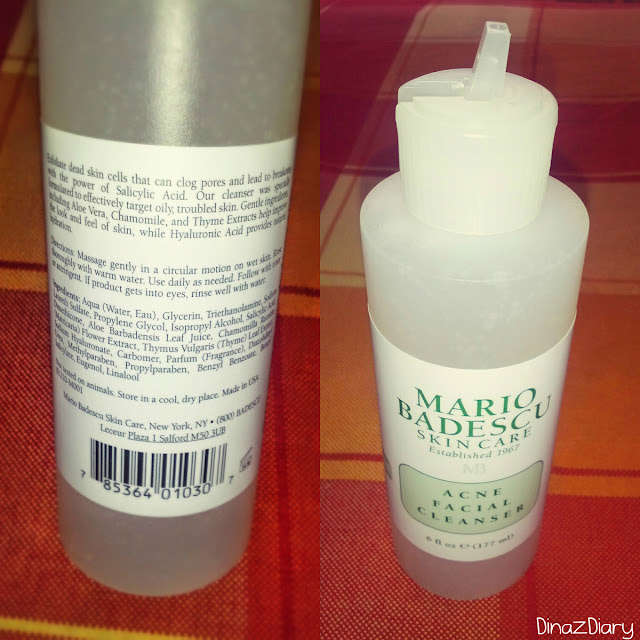 Exfoliate dead skin cells that can clog pores and lead to breakouts
with the power of Salicylic Acid. Our cleanser was specially
formulated to effectively target oily, troubled skin. Gentle ingredients
including Aloe Vera, Chamomile, and Thyme Extracts help improve
the look and feel of skin, while Hyaluronic Acid provides natural
hydration.
Directions: Massage gently in a circular motion on wet skin. Rinse
thoroughly with warm water. Use daily as needed. Follow with
or astringent. If product gets into eyes, rinse well with water.
Ingredients: Aqua (Water, Eau), Glycerin, Triethanolamine, Sodium
Laureth Sulfate, Propylene Glycol, Isopropyl Alcohol, Salicylic
Aloe Barbadensis Leaf Juice, Chamomilla
Flower Extract, Thymus Vulgaris (Thyme) Leaf
Hyaluronate, Carbomer, Parfum (Fragrance),
Methylparaben, Propylparaben, Benzyl Benzoate,
Eugenol, Linalool
tested on animals. Store in a cool, dry place. Made in USA
Mario Badescu Skin Care, New York, NY • (800) BADESCU
Leceur Plaza 1 Salford M50 3UB
7 85364 01030 7
MARIO
BADESCU
SKIN CARE
Established 1967
MB
ACNE
FACIAL
CLEANSER
6 fl oz e (177 ml)
DinazDiary